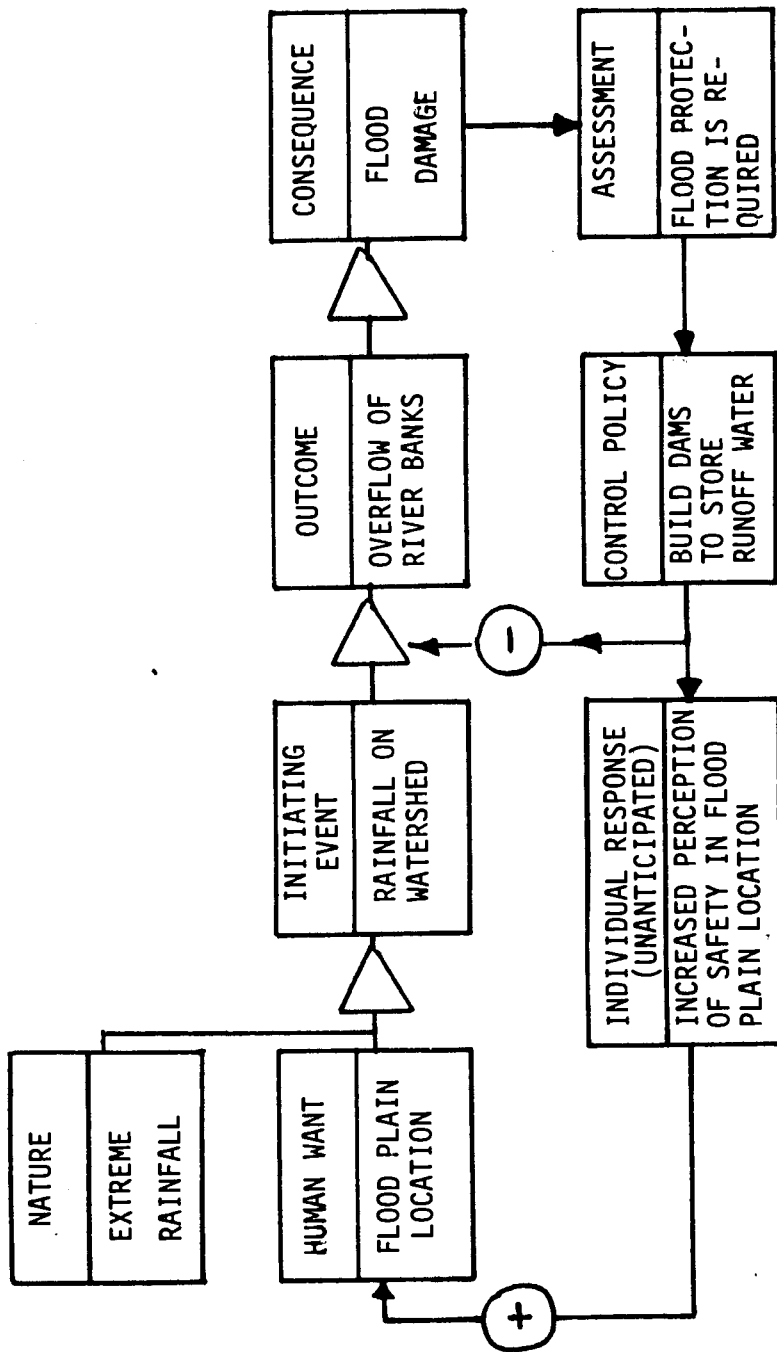 NATURE
EXTREME
RAINFALL
HUMAN WANT
FLOOD PLAIN
LOCATION
INITIATING
EVENT
RAINFALL ON
WATERSHED
OUTCOME
OVERFLOW OF
RIVER BANKS
CONSEQUENCE
FLOOD
DAMAGE
ASSESSMENT
FLOOD PROTEC-
TION IS RE-
QUIRED
CONTROL POLICY
BUILD DAMS
TO STORE
RUNOFF WATER
-
INDIVIDUAL RESPONSE
(UNANTICIPATED)
INCREASED PERCEPTION
OF SAFETY IN FLOOD
PLAIN LOCATION
+